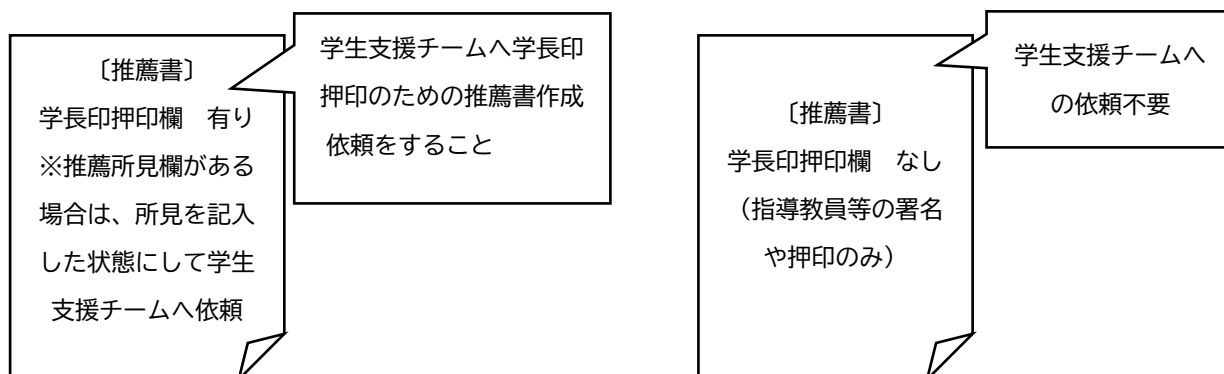 〔推薦書〕
学長印押印欄　有り
※推薦所見欄がある
場合は、所見を記入
した状態にして学生
支援チームへ依頼
学生支援チームへ学長印
押印のための推薦書作成
依頼をすること
〔推薦書〕
学長印押印欄　なし
（指導教員等の署名
や押印のみ）
学生支援チームへ
の依頼不要